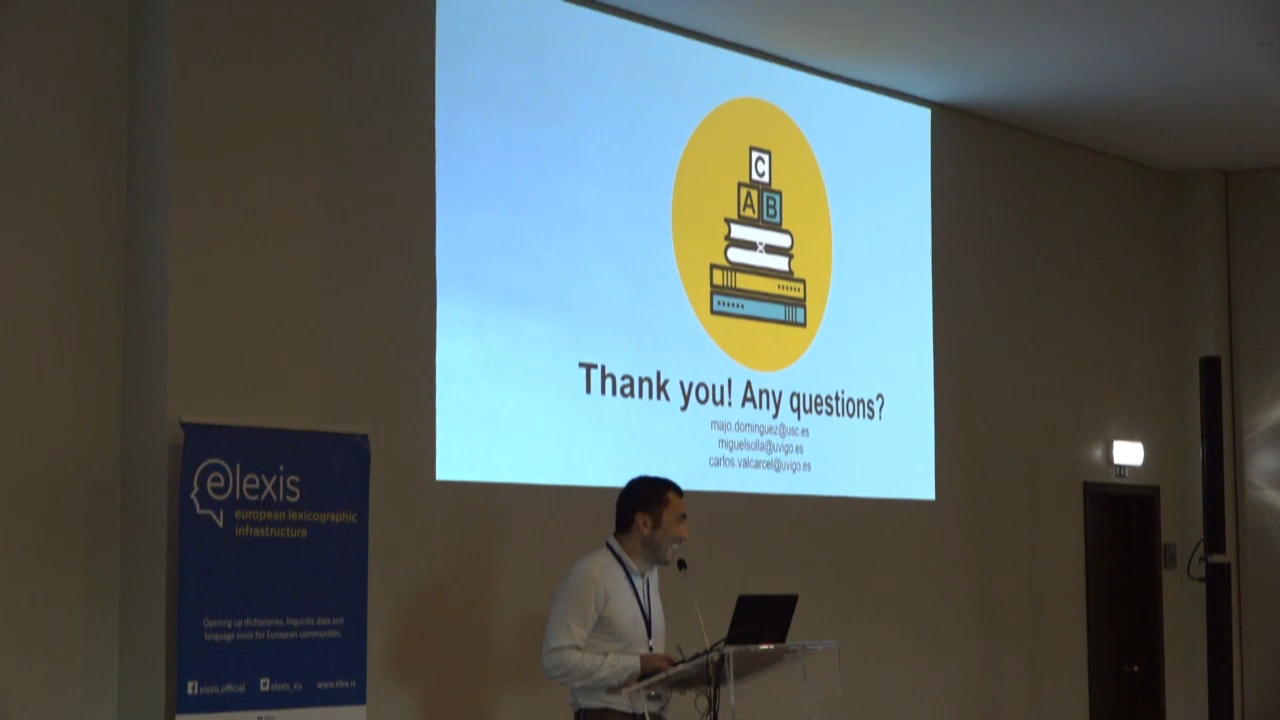 C
A B
Thank you! Any questions?
majo.dominguez@usc.es
miguelsolla@uvigo.es
carlos.valcarcel@uvigo.es
elexis
european lexicographic
infrastructure
Opening up dictionaries, linguistic data and
language tools for European communities.
elexis.official elexis_eu www.elex.is